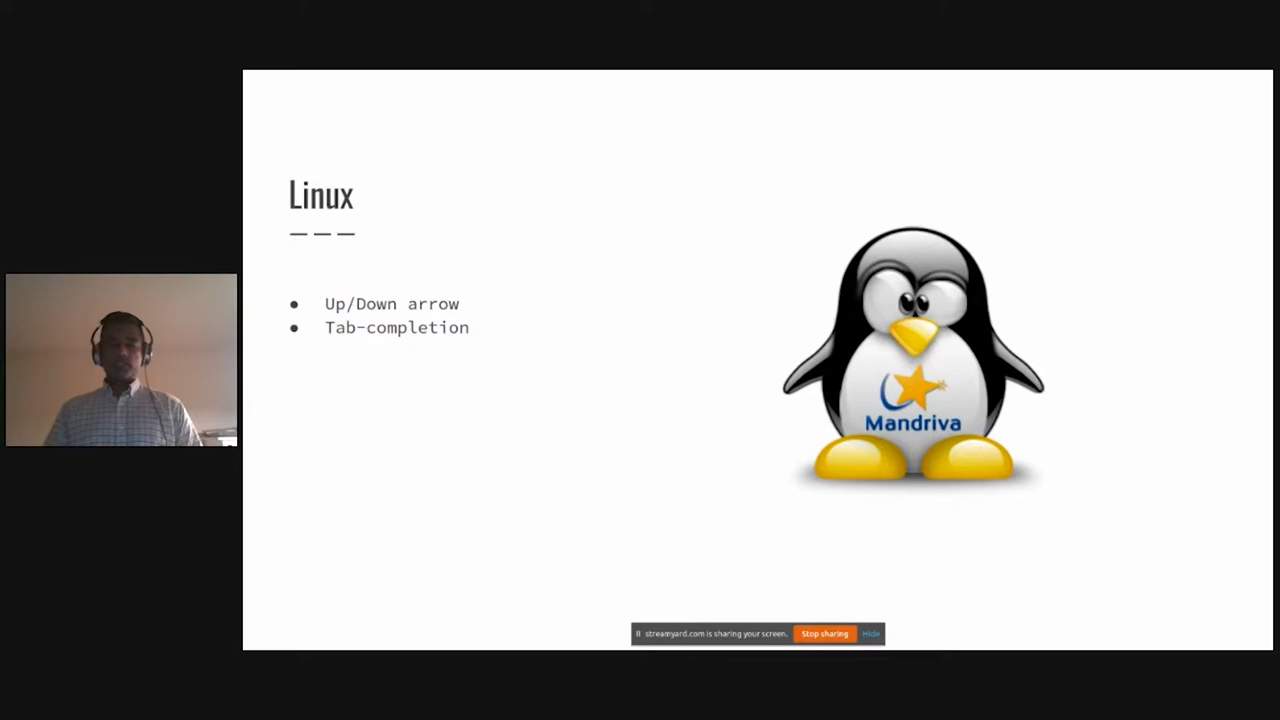 Linux
● Up/Down arrow
● Tab-completion
Mandriva
streamyard.com is sharing your screen. Stop sharing Hide